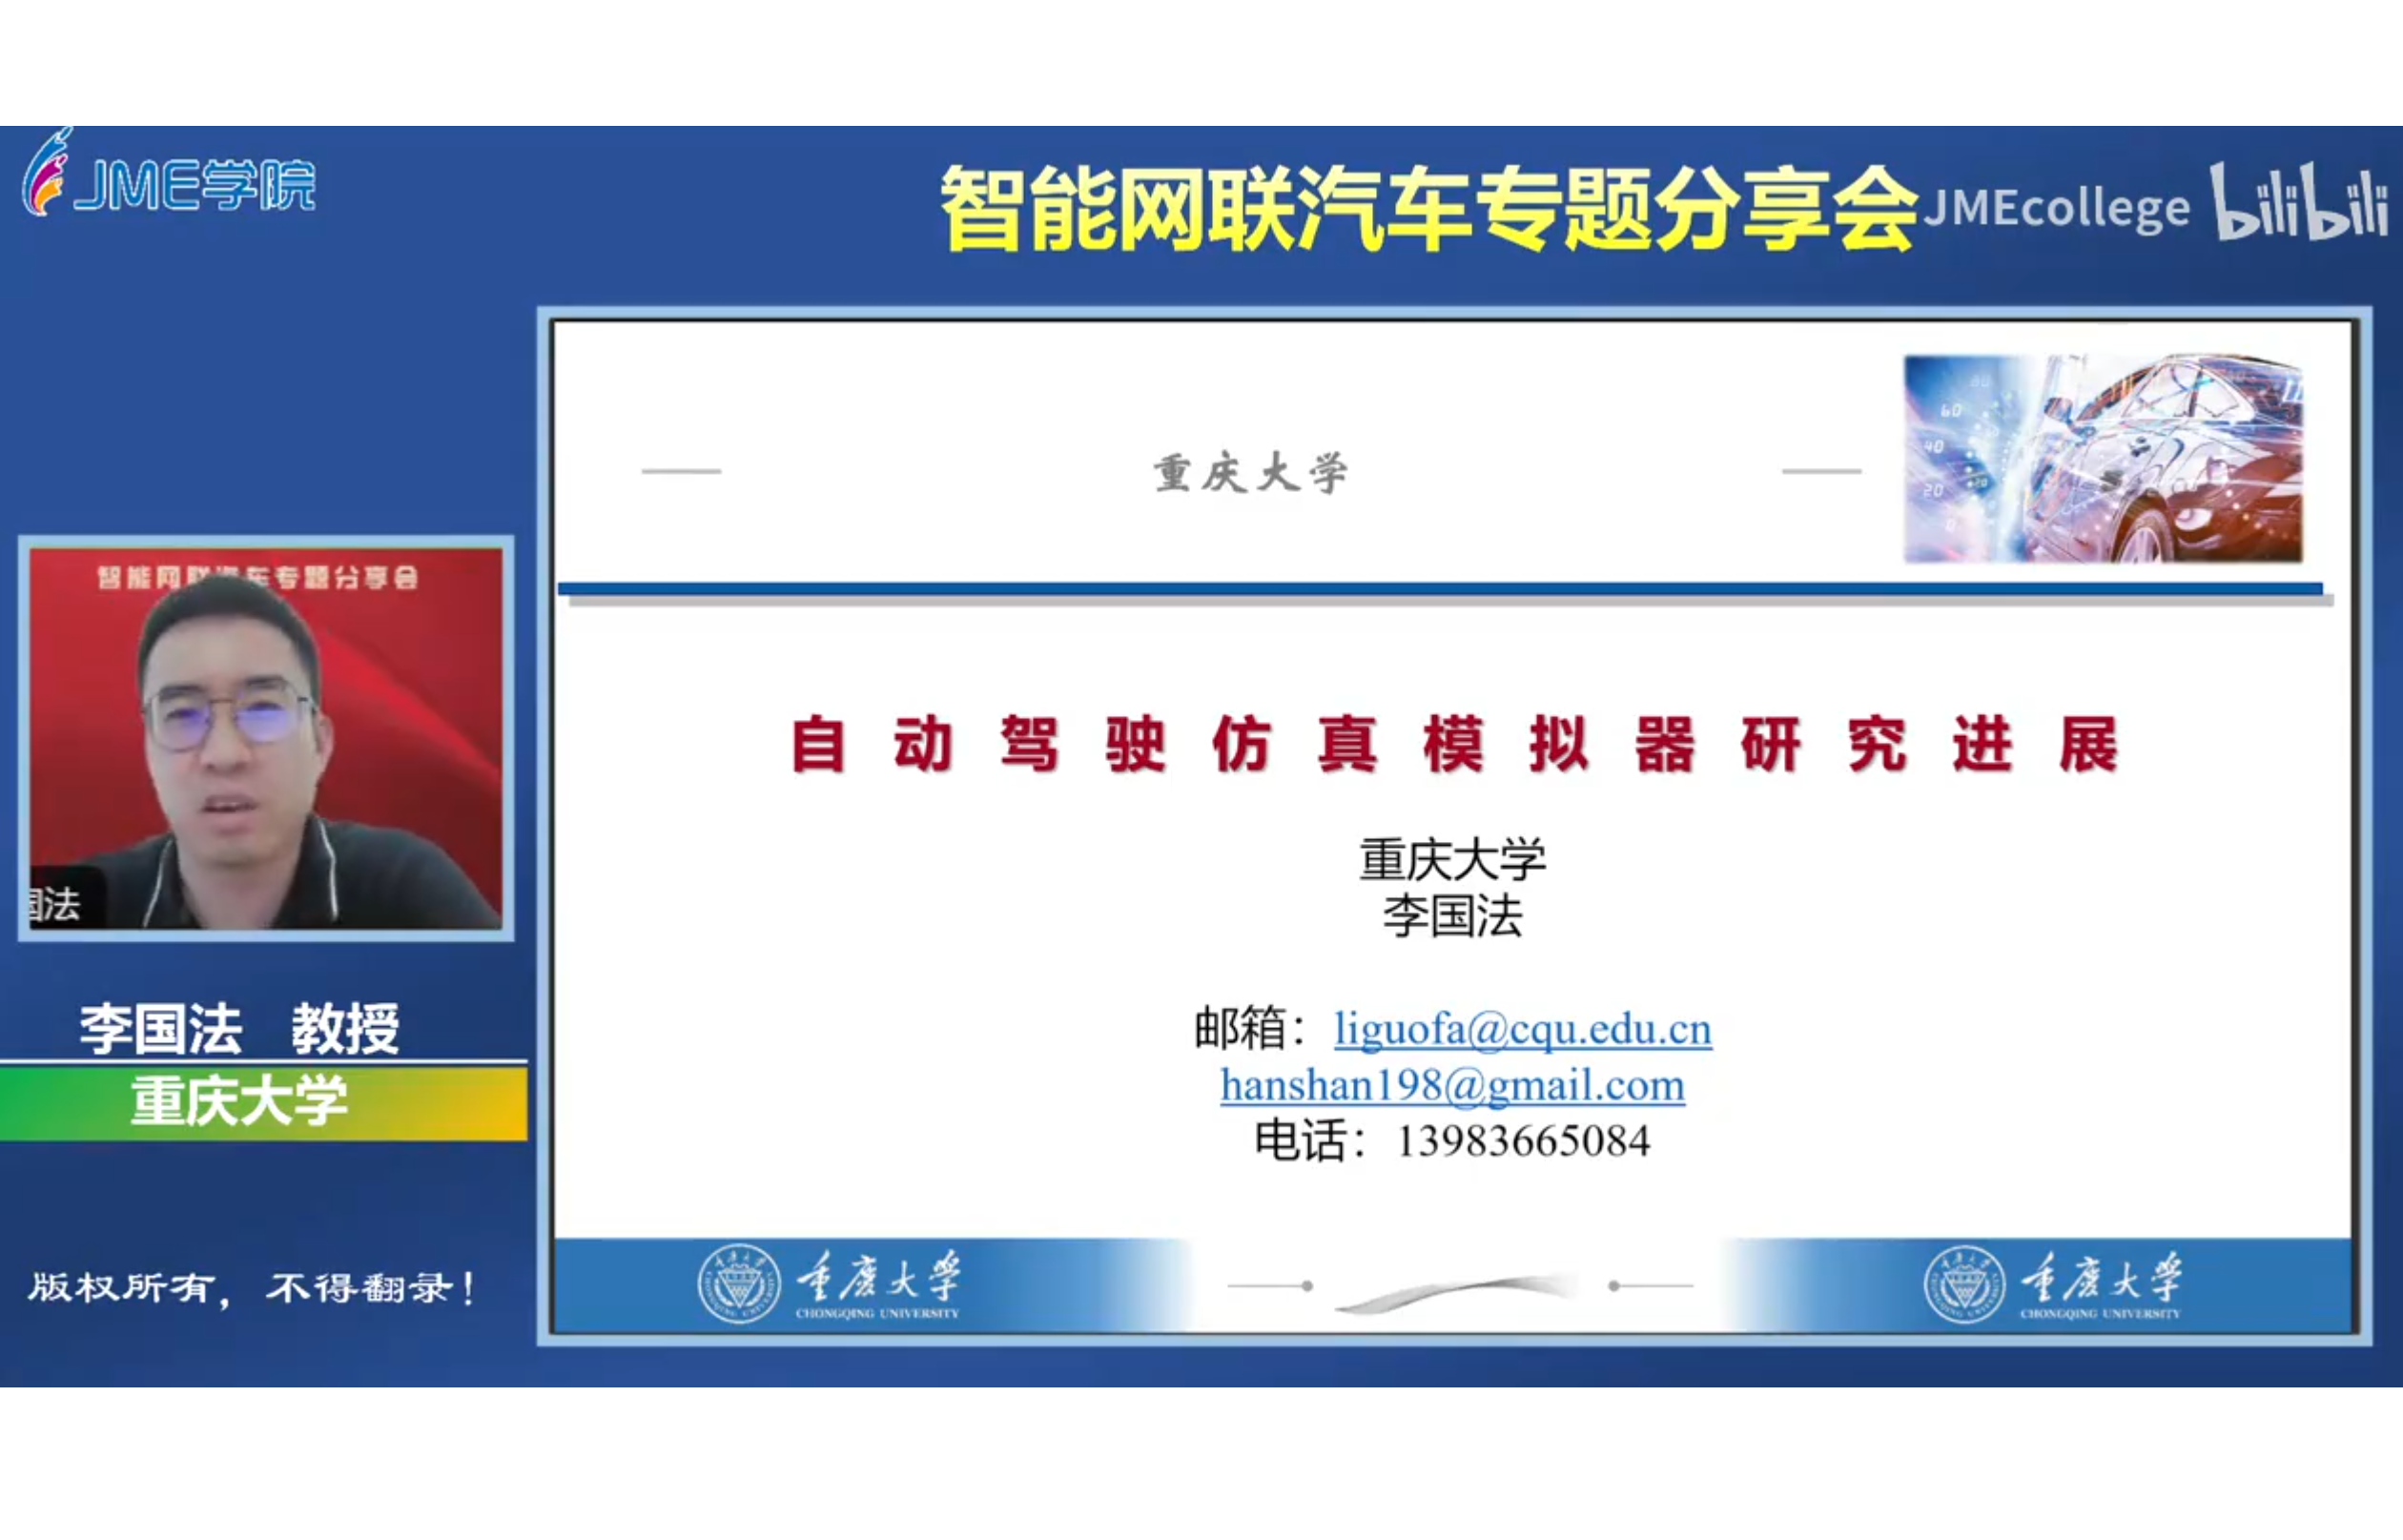 JME学院
智能网联汽车专题分享会
JMEcollege bilibili
重庆大学
60
40
20
0
智能网联汽车专题分享会
国法
自动驾驶仿真模拟器研究进展
重庆大学
李国法
邮箱：liguofa@cqu.edu.cn
hanshan198@gmail.com
电话：13983665084
李国法 教授
重庆大学
版权所有，不得翻录！
重庆大学
CHONGQING UNIVERSITY
重庆大学
CHONGQING UNIVERSITY